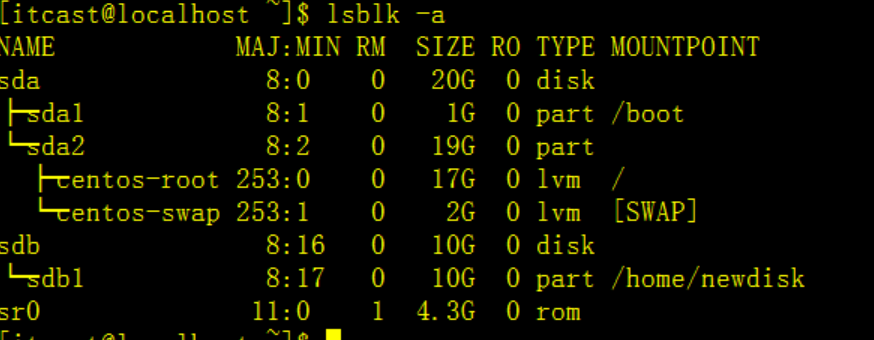 [itcast@localhost ~]$ lsblk -a
NAME MAJ:MIN RM SIZE RO TYPE MOUNTPOINT
sda 8:0 0 20G 0 disk
├─sda1 8:1 0 1G 0 part /boot
└─sda2 8:2 0 19G 0 part
├─centos-root 253:0 0 17G 0 lvm /
└─centos-swap 253:1 0 2G 0 lvm [SWAP]
sdb 8:16 0 10G 0 disk
└─sdb1 8:17 0 10G 0 part /home/newdisk
sr0 11:0 1 4.3G 0 rom
[itcast@localhost ~]$